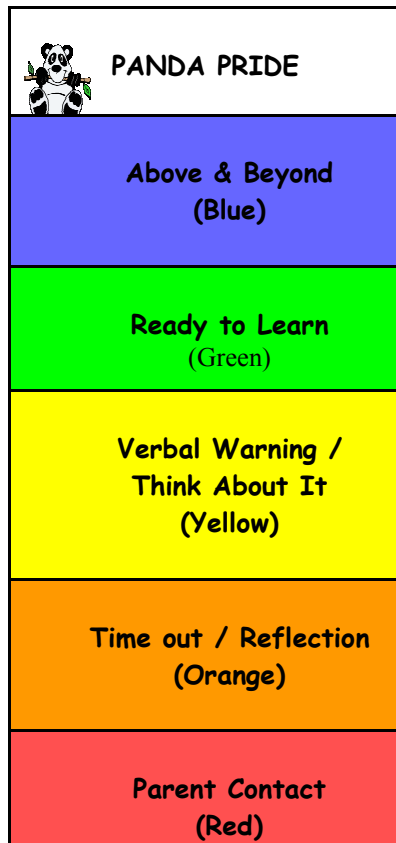 PANDA PRIDE
Above & Beyond
(Blue)
Ready to Learn
(Green)
Verbal Warning /
Think About It
(Yellow)
Time out / Reflection
(Orange)
Parent Contact
(Red)